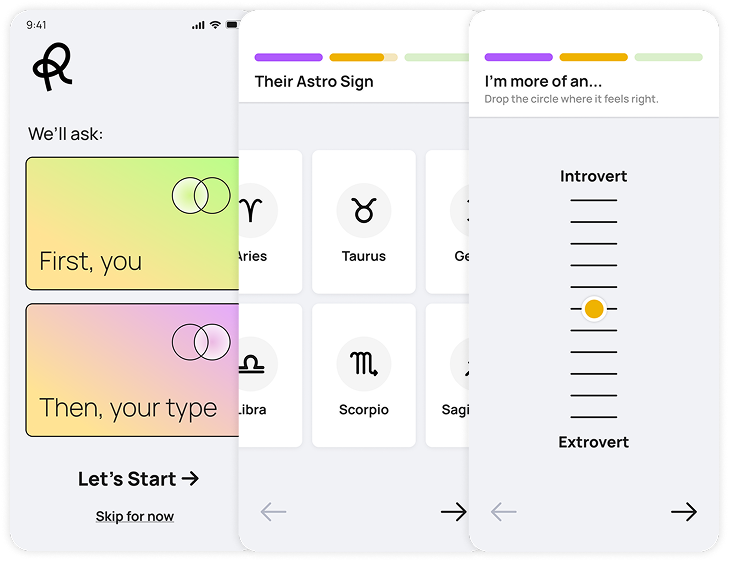 9:41
We'll ask:
First, you
Then, your type
Let's Start →
Skip for now
Their Astro Sign
Aries
Taurus
Ge
Libra
Scorpio
Sagi
I'm more of an...
Drop the circle where it feels right.
Introvert
Extrovert